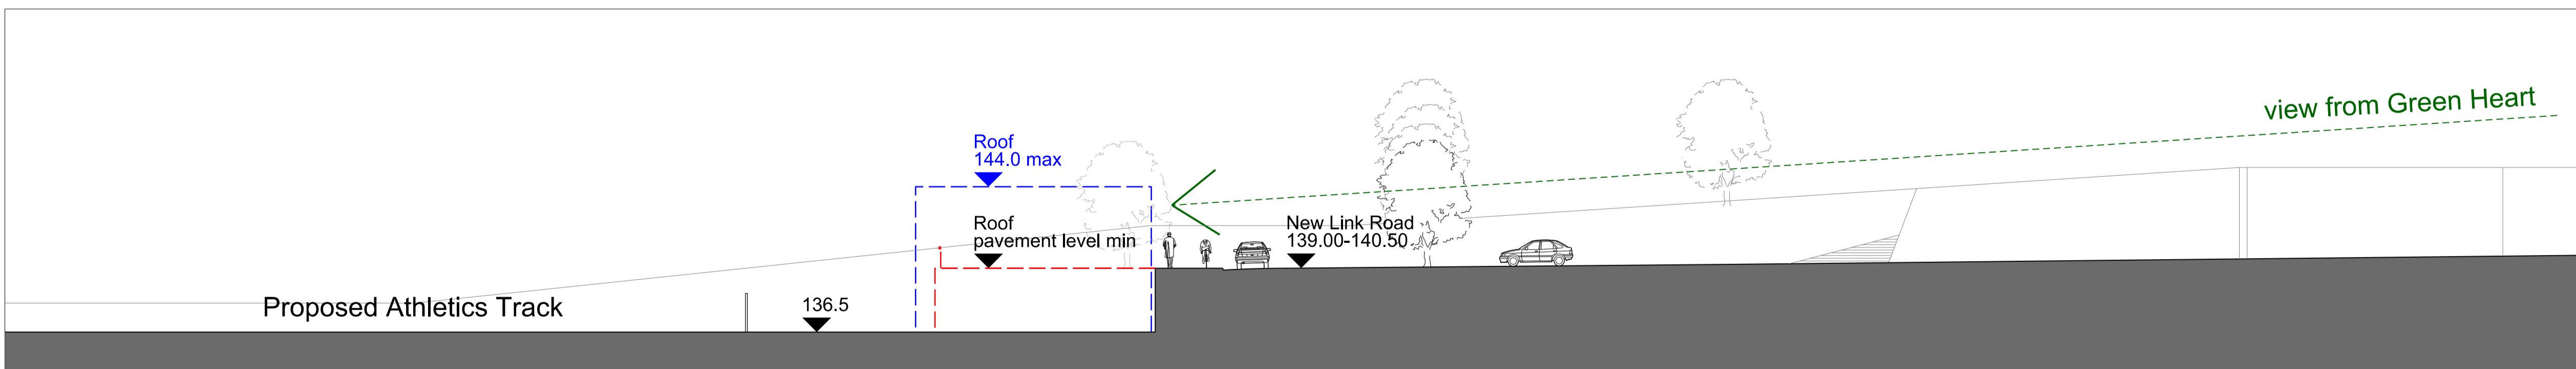 view from Green Heart
Roof
144.0 max
Roof
pavement level min
New Link Road
139.00-140.50
Proposed Athletics Track
136.5